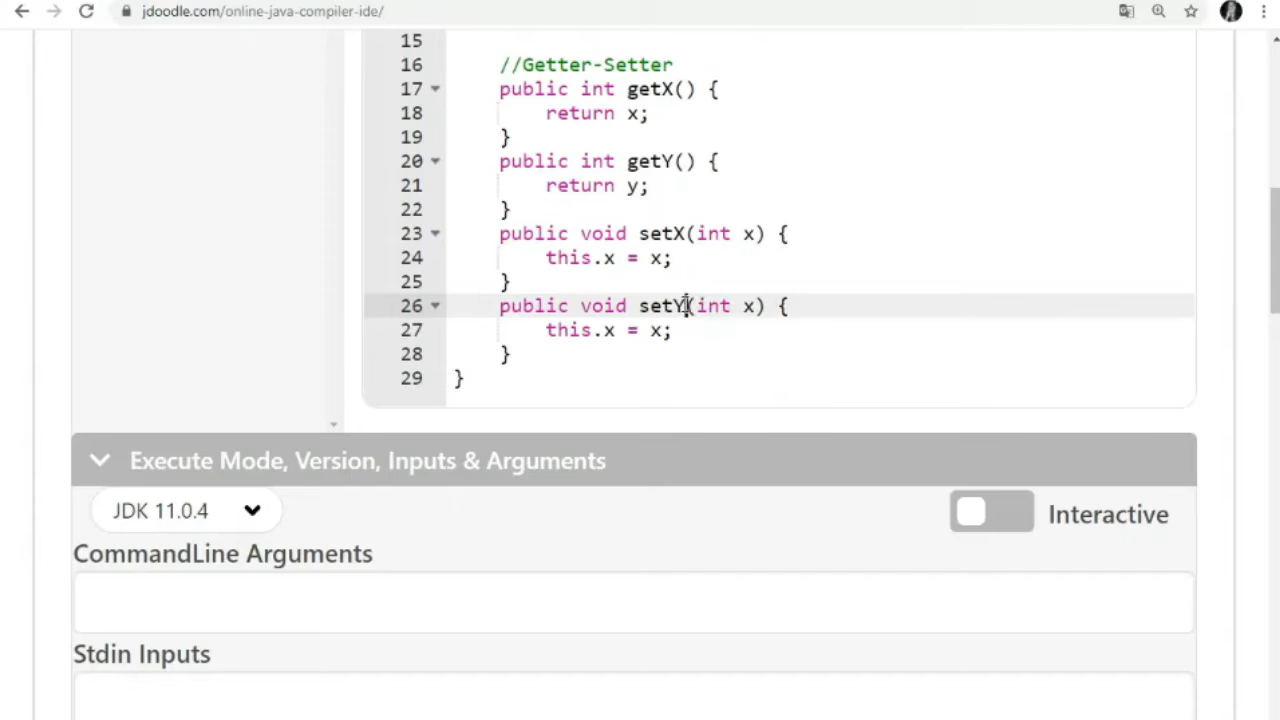 jdoodle.com/online-java-compiler-ide/
15
16 //Getter-Setter
17 public int getX() {
18 return x;
19 }
20 public int getY() {
21 return y;
22 }
23 public void setX(int x) {
24 this.x = x;
25 }
26 public void setY(int x) {
27 this.x = x;
28 }
29 }
Execute Mode, Version, Inputs & Arguments
JDK 11.0.4
Interactive
CommandLine Arguments
Stdin Inputs